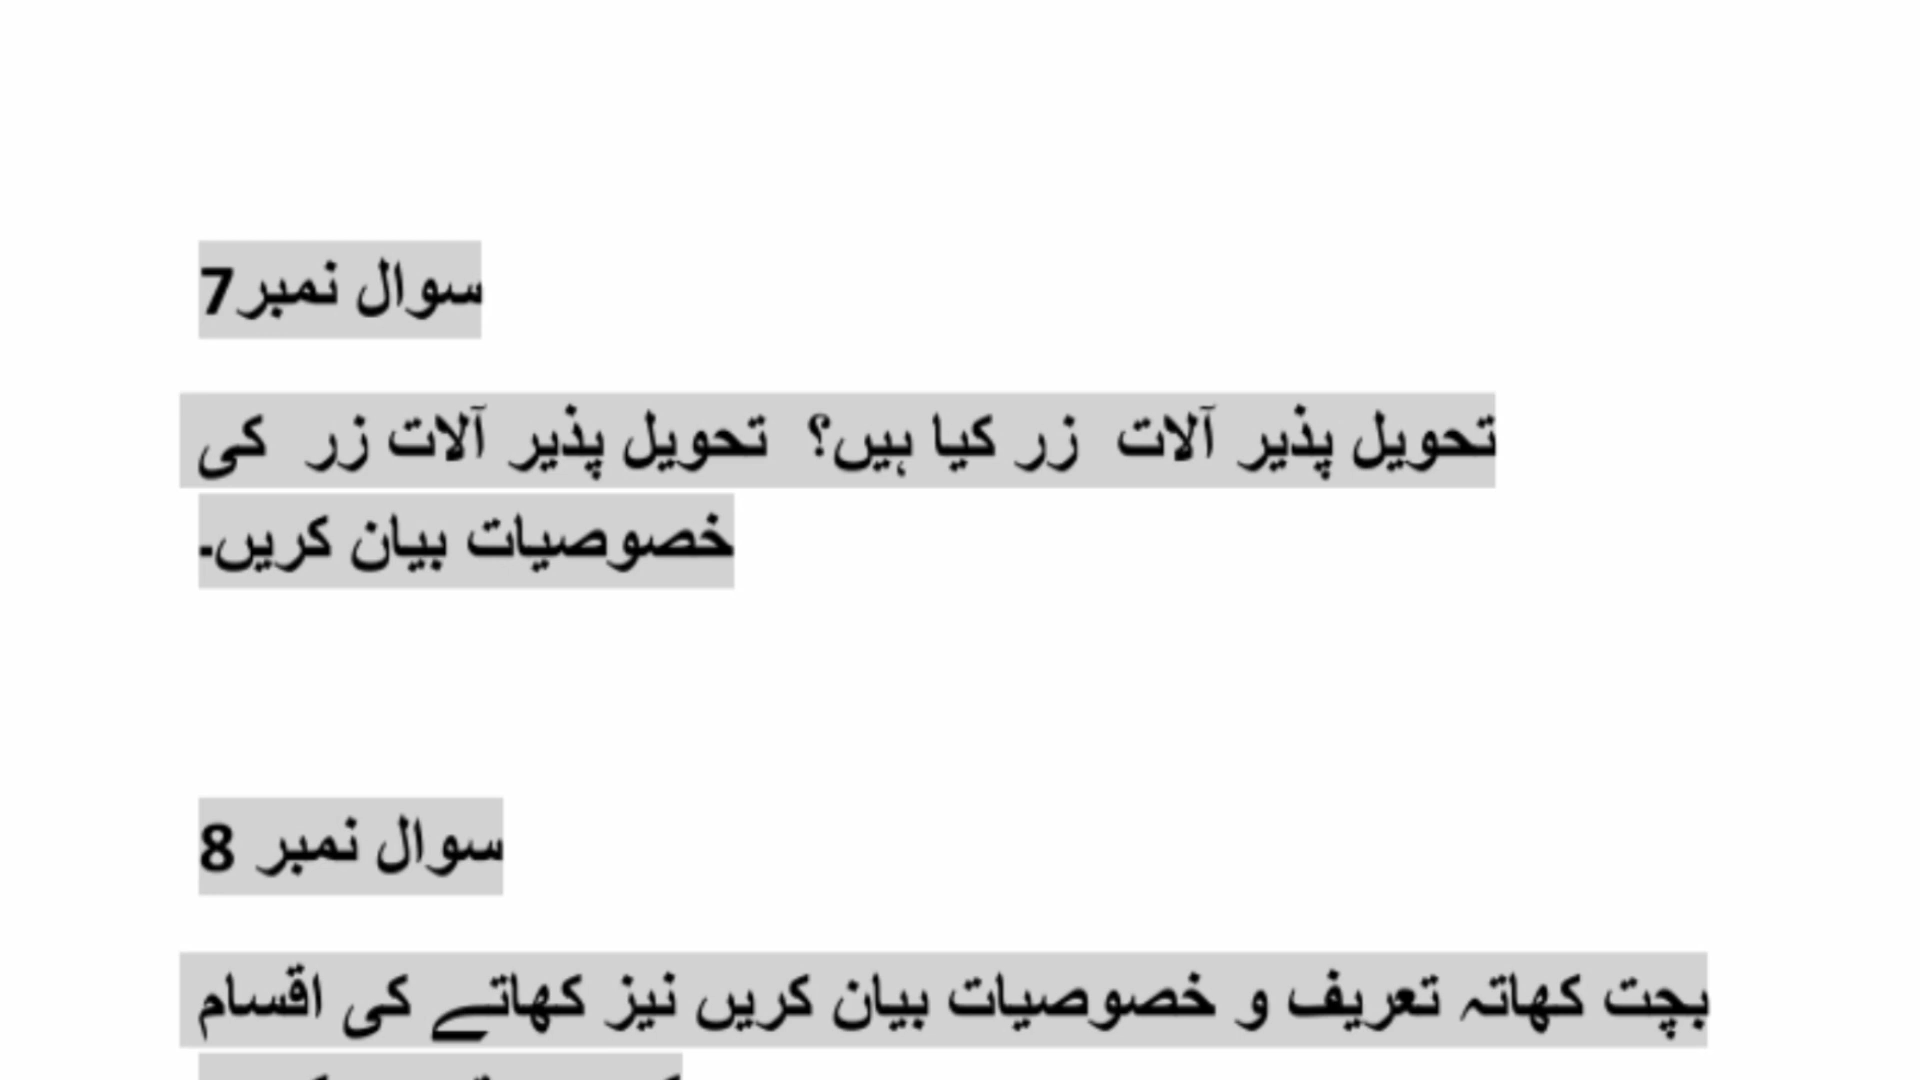 سوال نمبر7
تحویل پذیر آلات زر کیا ہیں؟ تحویل پذیر آلات زر کی
خصوصیات بیان کریں۔
سوال نمبر 8
بچت کھاتہ تعریف و خصوصیات بیان کریں نیز کھاتے کی اقسام